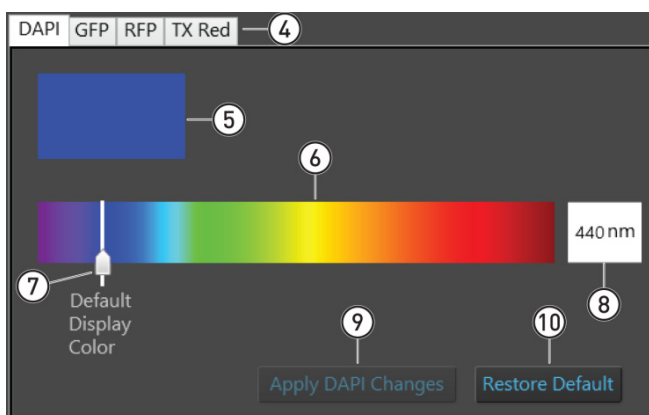 DAPI GFP RFP TX Red 4
5
6
440 nm
7
8
Default
Display
Color
9 10
Apply DAPI Changes Restore Default